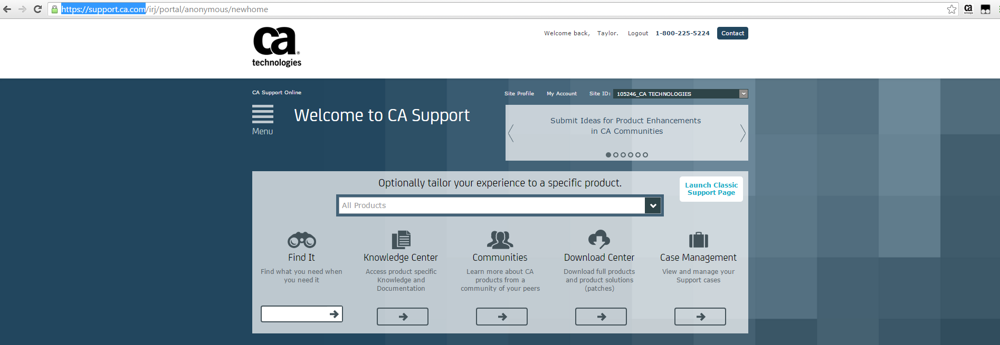 https://support.ca.com/irj/portal/anonymous/newhome
ca
ca
technologies
Welcome back, Taylor. Logout 1-800-225-5224 Contact
CA Support Online
Site Profile My Account Site ID: 105246_CA TECHNOLOGIES
Menu
Welcome to CA Support
Submit Ideas for Product Enhancements
in CA Communities
Optionally tailor your experience to a specific product.
Launch Classic
Support Page
All Products
Find It
Find what you need when
you need it
Knowledge Center
Access product specific
Knowledge and
Documentation
Communities
Learn more about CA
products from a
community of your peers
Download Center
Download full products
and product solutions
(patches)
Case Management
View and manage your
Support cases